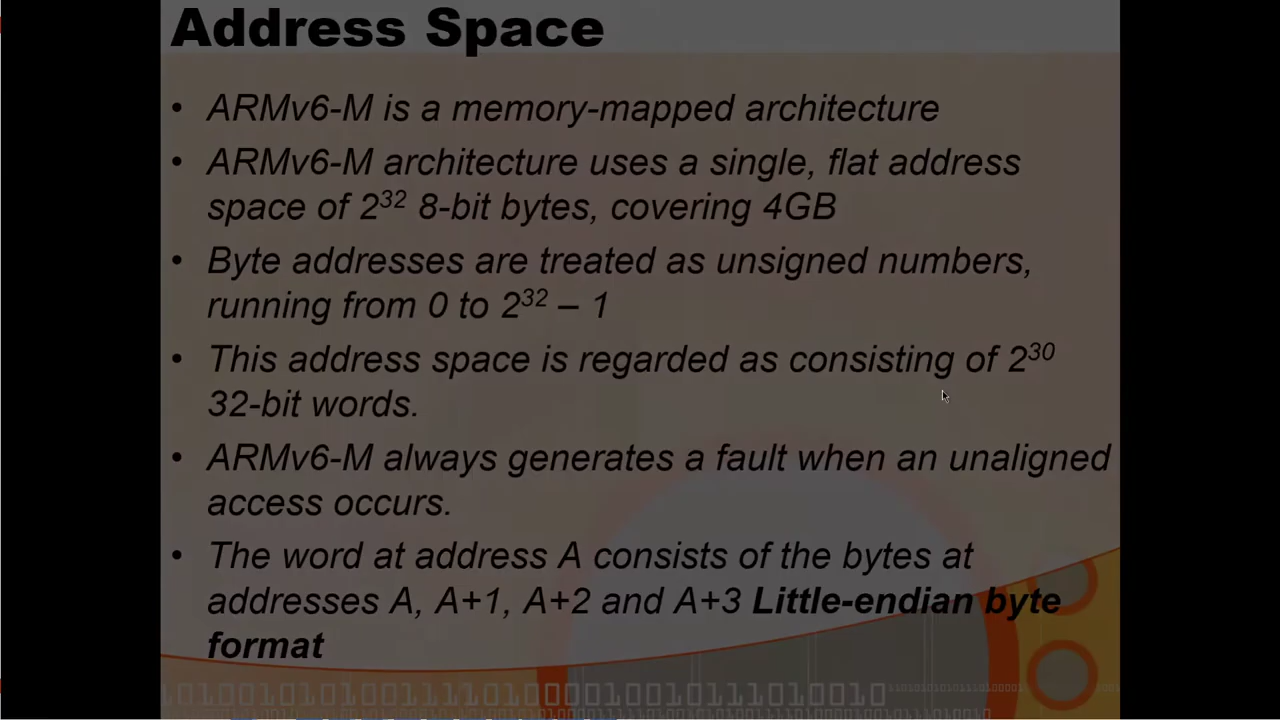 Address Space
• ARMv6-M is a memory-mapped architecture
• ARMv6-M architecture uses a single, flat address
space of 2³² 8-bit bytes, covering 4GB
• Byte addresses are treated as unsigned numbers,
running from 0 to 2³² – 1
• This address space is regarded as consisting of 2³⁰
32-bit words.
• ARMv6-M always generates a fault when an unaligned
access occurs.
• The word at address A consists of the bytes at
addresses A, A+1, A+2 and A+3 Little-endian byte
format